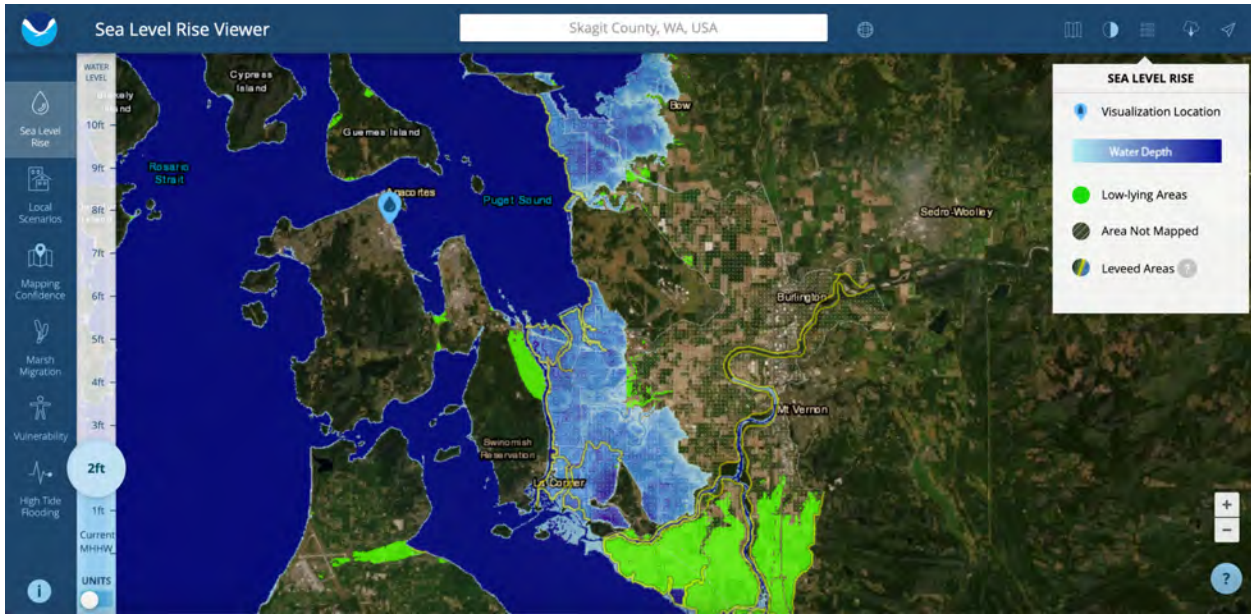 Sea Level Rise Viewer
Skagit County, WA, USA
Sea Level
Rise
Local
Scenarios
Mapping
Confidence
Marsh
Migration
Vulnerability
High Tide
Flooding
i
WATER
LEVEL
10ft
9ft
8ft
7ft
6ft
5ft
4ft
3ft
2ft
1ft
Current
MHHW
UNITS
Cypress
Island
Guemes Island
Rosario
Strait
Anacortes
Puget Sound
Bow
Sedro-Woolley
Burlington
Mt Vernon
Swinomish
Reservation
La Conner
SEA LEVEL RISE
Visualization Location
Water Depth
Low-lying Areas
Area Not Mapped
Leveed Areas ?
+
−
?